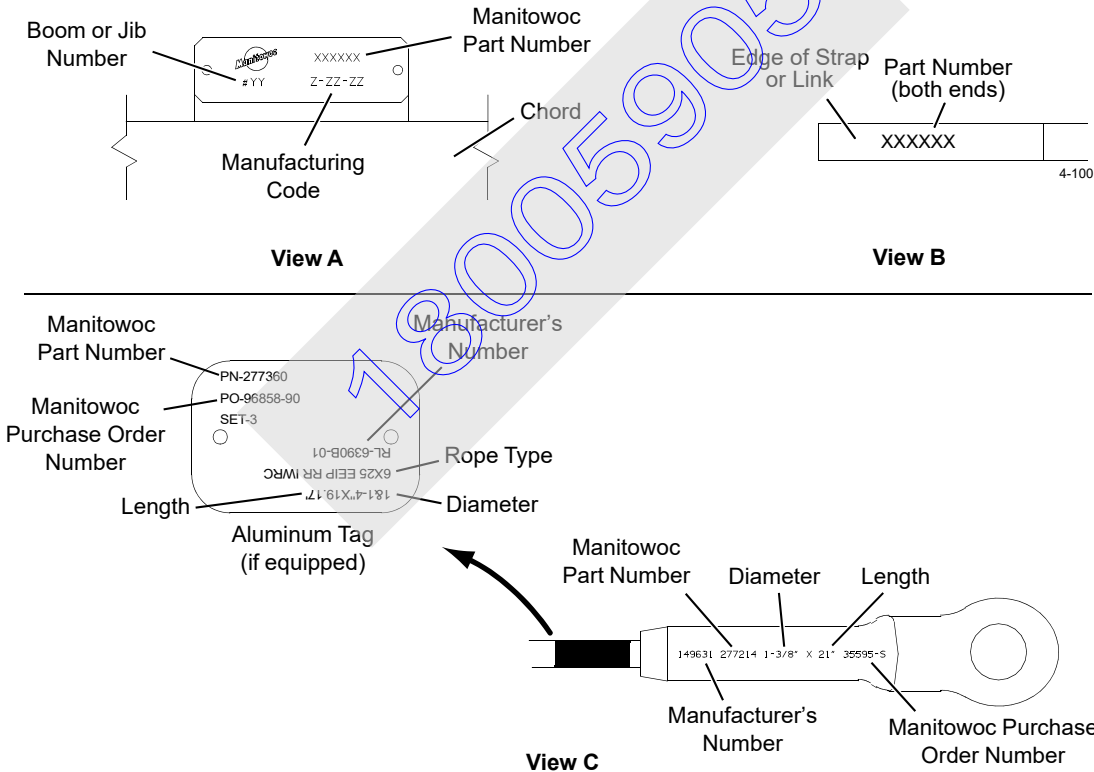 Boom or Jib
Number
Manitowoc
Part Number
Manitowoc
XXXXXX
#YY
Z-ZZ-ZZ
Chord
Manufacturing
Code
View A
Edge of Strap
or Link
Part Number
(both ends)
XXXXXX
4-100
View B
1800590
Manitowoc
Part Number
Manufacturer's
Number
PN-277360
PO-96858-90
SET-3
Manitowoc
Purchase Order
Number
RL-6390B-01
6X25 EEIP RR IWRC
1&1-4"X19.17'
Rope Type
Length
Diameter
Aluminum Tag
(if equipped)
Manitowoc
Part Number
Diameter
Length
149631 277214 1-3/8" X 21" 35595-S
Manufacturer's
Number
Manitowoc Purchase
Order Number
View C